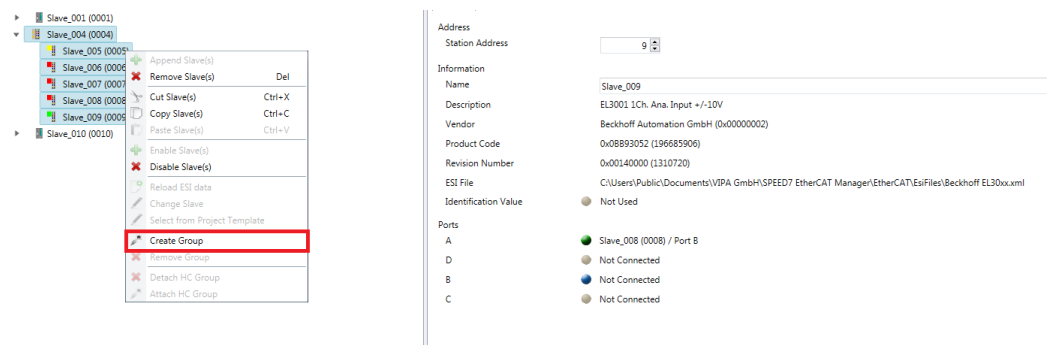 Slave_001 (0001)
Slave_004 (0004)
Slave_005 (0005)
Slave_006 (0006
Slave_007 (0007
Slave_008 (0008
Slave_009 (0009
Slave_010 (0010)
Append Slave(s)
Remove Slave(s) Del
Cut Slave(s) Ctrl+X
Copy Slave(s) Ctrl+C
Paste Slave(s) Ctrl+V
Enable Slave(s)
Disable Slave(s)
Reload ESI data
Change Slave
Select from Project Template
Create Group
Remove Group
Detach HC Group
Attach HC Group
Address
Station Address 9
Information
Name Slave_009
Description EL3001 1Ch. Ana. Input +/-10V
Vendor Beckhoff Automation GmbH (0x00000002)
Product Code 0x0BB93052 (196685906)
Revision Number 0x00140000 (1310720)
ESI File C:\Users\Public\Documents\VIPA GmbH\SPEED7 EtherCAT Manager\EtherCAT\EsiFiles\Beckhoff EL30xx.xml
Identification Value Not Used
Ports
A Slave_008 (0008) / Port B
D Not Connected
B Not Connected
C Not Connected